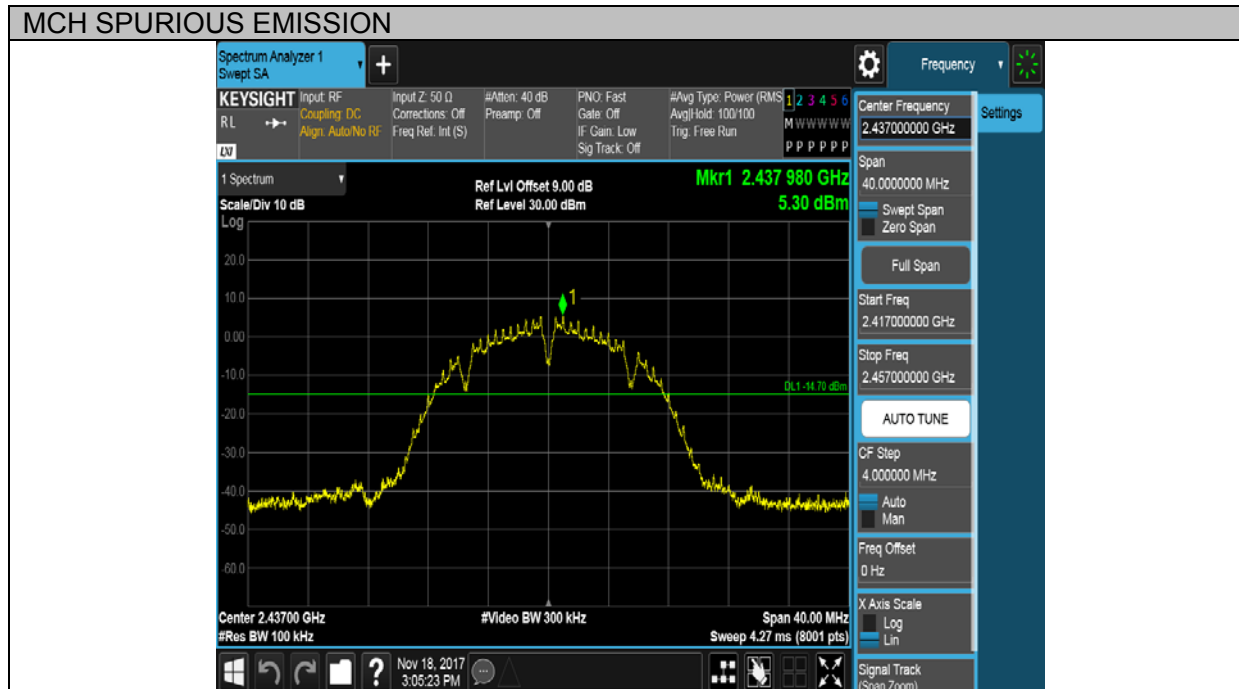 MCH SPURIOUS EMISSION
Spectrum Analyzer 1
Swept SA
+
Frequency
KEYSIGHT
RL
LXI
Input: RF
Coupling: DC
Align: Auto/No RF
Input Z: 50 Ω
Corrections: Off
Freq Ref: Int (S)
#Atten: 40 dB
Preamp: Off
PNO: Fast
Gate: Off
IF Gain: Low
Sig Track: Off
#Avg Type: Power (RMS
Avg|Hold: 100/100
Trig: Free Run
1 2 3 4 5 6
M W W W W W
P P P P P P
1 Spectrum
Scale/Div 10 dB
Ref Lvl Offset 9.00 dB
Ref Level 30.00 dBm
Mkr1 2.437 980 GHz
5.30 dBm
Log
20.0
10.0
0.00
-10.0
-20.0
-30.0
-40.0
-50.0
-60.0
1
DL1 -14.70 dBm
Center 2.43700 GHz
#Res BW 100 kHz
#Video BW 300 kHz
Span 40.00 MHz
Sweep 4.27 ms (8001 pts)
?
Nov 18, 2017
3:05:23 PM
Center Frequency
2.437000000 GHz
Settings
Span
40.0000000 MHz
Swept Span
Zero Span
Full Span
Start Freq
2.417000000 GHz
Stop Freq
2.457000000 GHz
AUTO TUNE
CF Step
4.000000 MHz
Auto
Man
Freq Offset
0 Hz
X Axis Scale
Log
Lin
Signal Track
(Span Zoom)